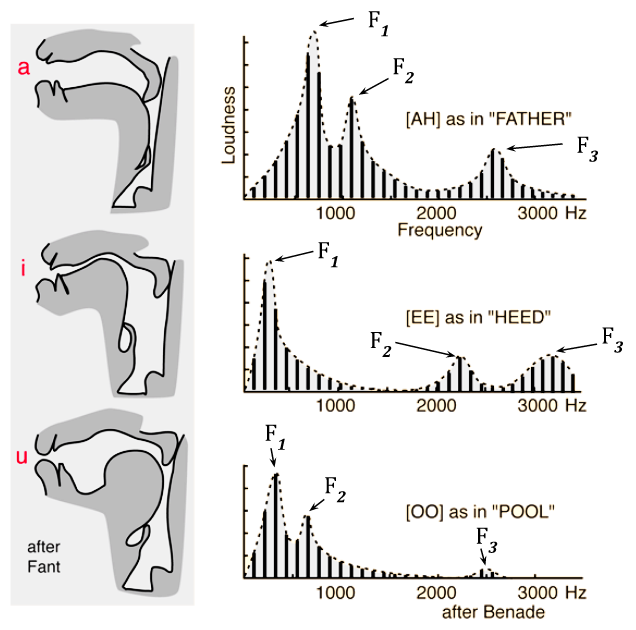 a
F1
F2
F3
Loudness
[AH] as in "FATHER"
1000 2000 3000 Hz
Frequency
i
F1
F2
F3
[EE] as in "HEED"
1000 2000 3000 Hz
u
F1
F2
F3
[OO] as in "POOL"
1000 2000 3000 Hz
after
Fant
after Benade